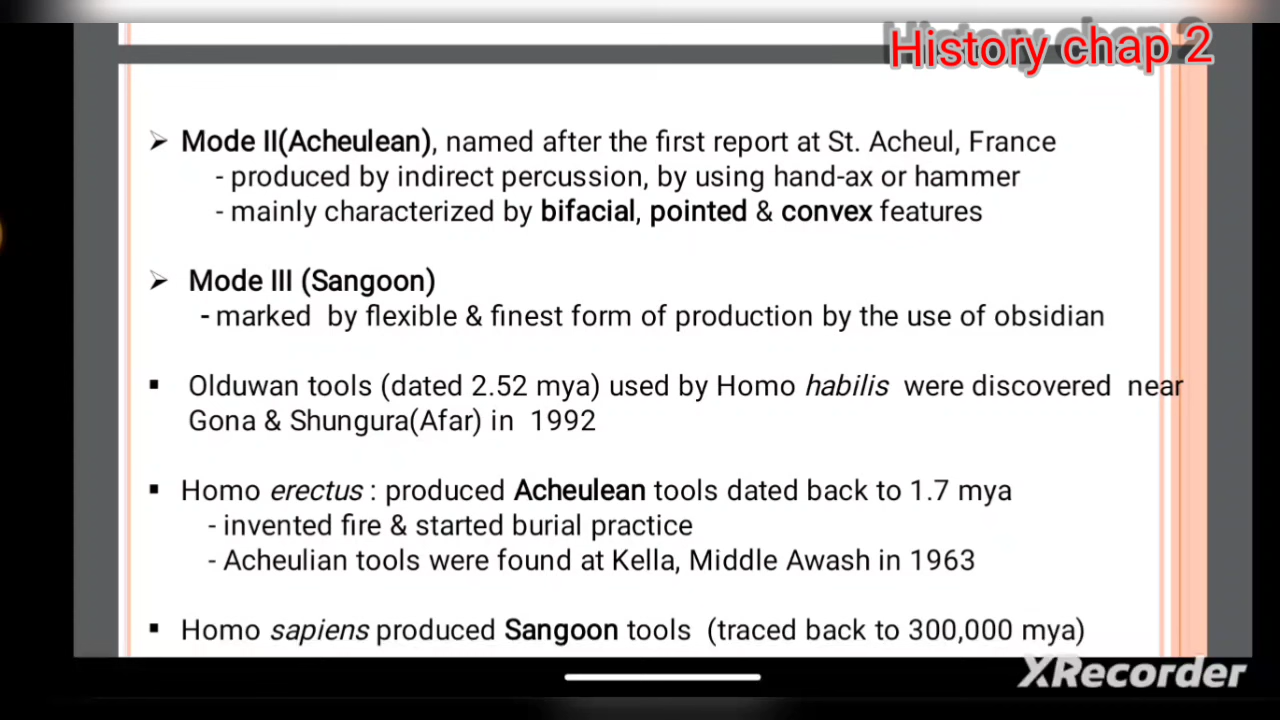 History chap 2
➢ Mode II(Acheulean), named after the first report at St. Acheul, France
- produced by indirect percussion, by using hand-ax or hammer
- mainly characterized by bifacial, pointed & convex features
➢ Mode III (Sangoon)
- marked by flexible & finest form of production by the use of obsidian
▪ Olduwan tools (dated 2.52 mya) used by Homo habilis were discovered near
Gona & Shungura(Afar) in 1992
▪ Homo erectus : produced Acheulean tools dated back to 1.7 mya
- invented fire & started burial practice
- Acheulian tools were found at Kella, Middle Awash in 1963
▪ Homo sapiens produced Sangoon tools (traced back to 300,000 mya)
XRecorder